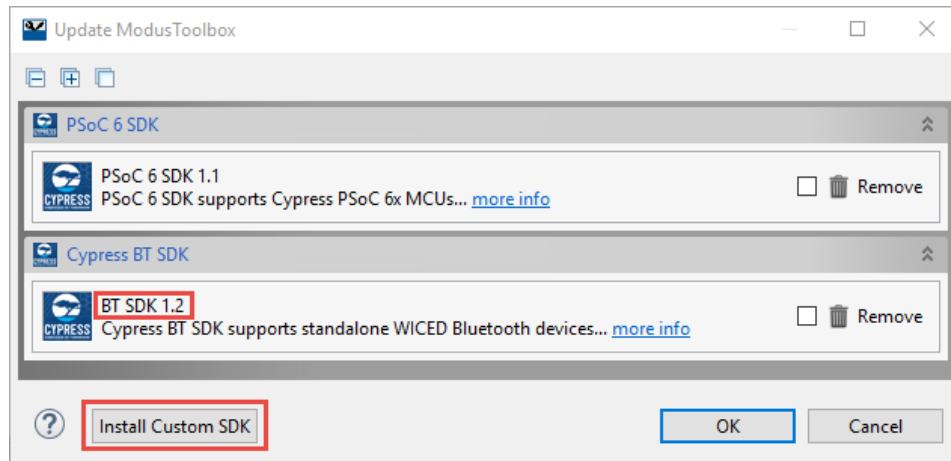 Update ModusToolbox
PSoC 6 SDK
PSoC 6 SDK 1.1
CYPRESS PSoC 6 SDK supports Cypress PSoC 6x MCUs... more info
Remove
Cypress BT SDK
BT SDK 1.2
CYPRESS Cypress BT SDK supports standalone WICED Bluetooth devices... more info
Remove
? Install Custom SDK OK Cancel